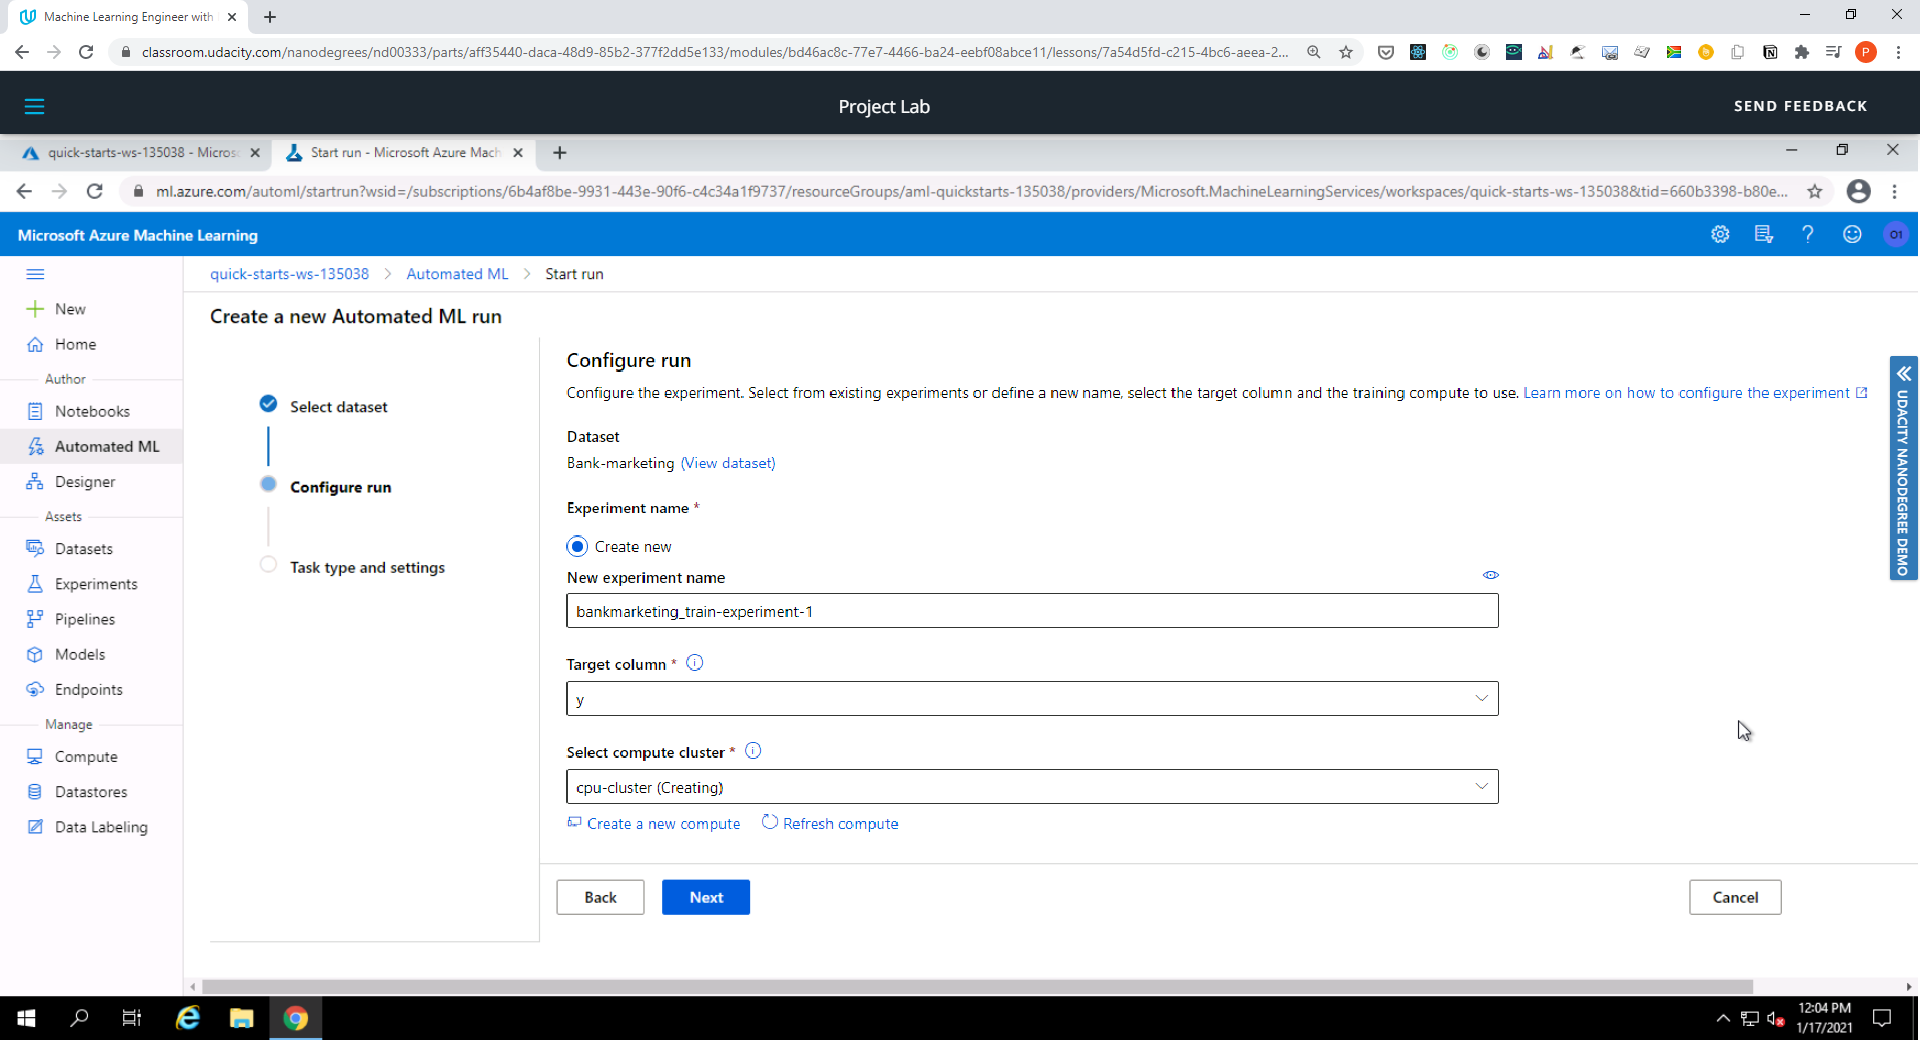 Machine Learning Engineer with
classroom.udacity.com/nanodegrees/nd00333/parts/aff35440-daca-48d9-85b2-377f2dd5e133/modules/bd46ac8c-77e7-4466-ba24-eebf08abce11/lessons/7a54d5fd-c215-4bc6-aeea-2...
P
Project Lab
SEND FEEDBACK
quick-starts-ws-135038 - Micros
Start run - Microsoft Azure Mach
ml.azure.com/automl/startrun?wsid=/subscriptions/6b4af8be-9931-443e-90f6-c4c34a1f9737/resourceGroups/aml-quickstarts-135038/providers/Microsoft.MachineLearningServices/workspaces/quick-starts-ws-135038&tid=660b3398-b80e...
Microsoft Azure Machine Learning
O1
quick-starts-ws-135038 > Automated ML > Start run
New
Home
Author
Notebooks
Automated ML
Designer
Assets
Datasets
Experiments
Pipelines
Models
Endpoints
Manage
Compute
Datastores
Data Labeling
Create a new Automated ML run
Select dataset
Configure run
Task type and settings
Configure run
Configure the experiment. Select from existing experiments or define a new name, select the target column and the training compute to use. Learn more on how to configure the experiment
Dataset
Bank-marketing (View dataset)
Experiment name *
Create new
New experiment name
bankmarketing_train-experiment-1
Target column *
y
Select compute cluster *
cpu-cluster (Creating)
Create a new compute
Refresh compute
Back
Next
Cancel
UDACITY NANODEGREE DEMO
12:04 PM
1/17/2021